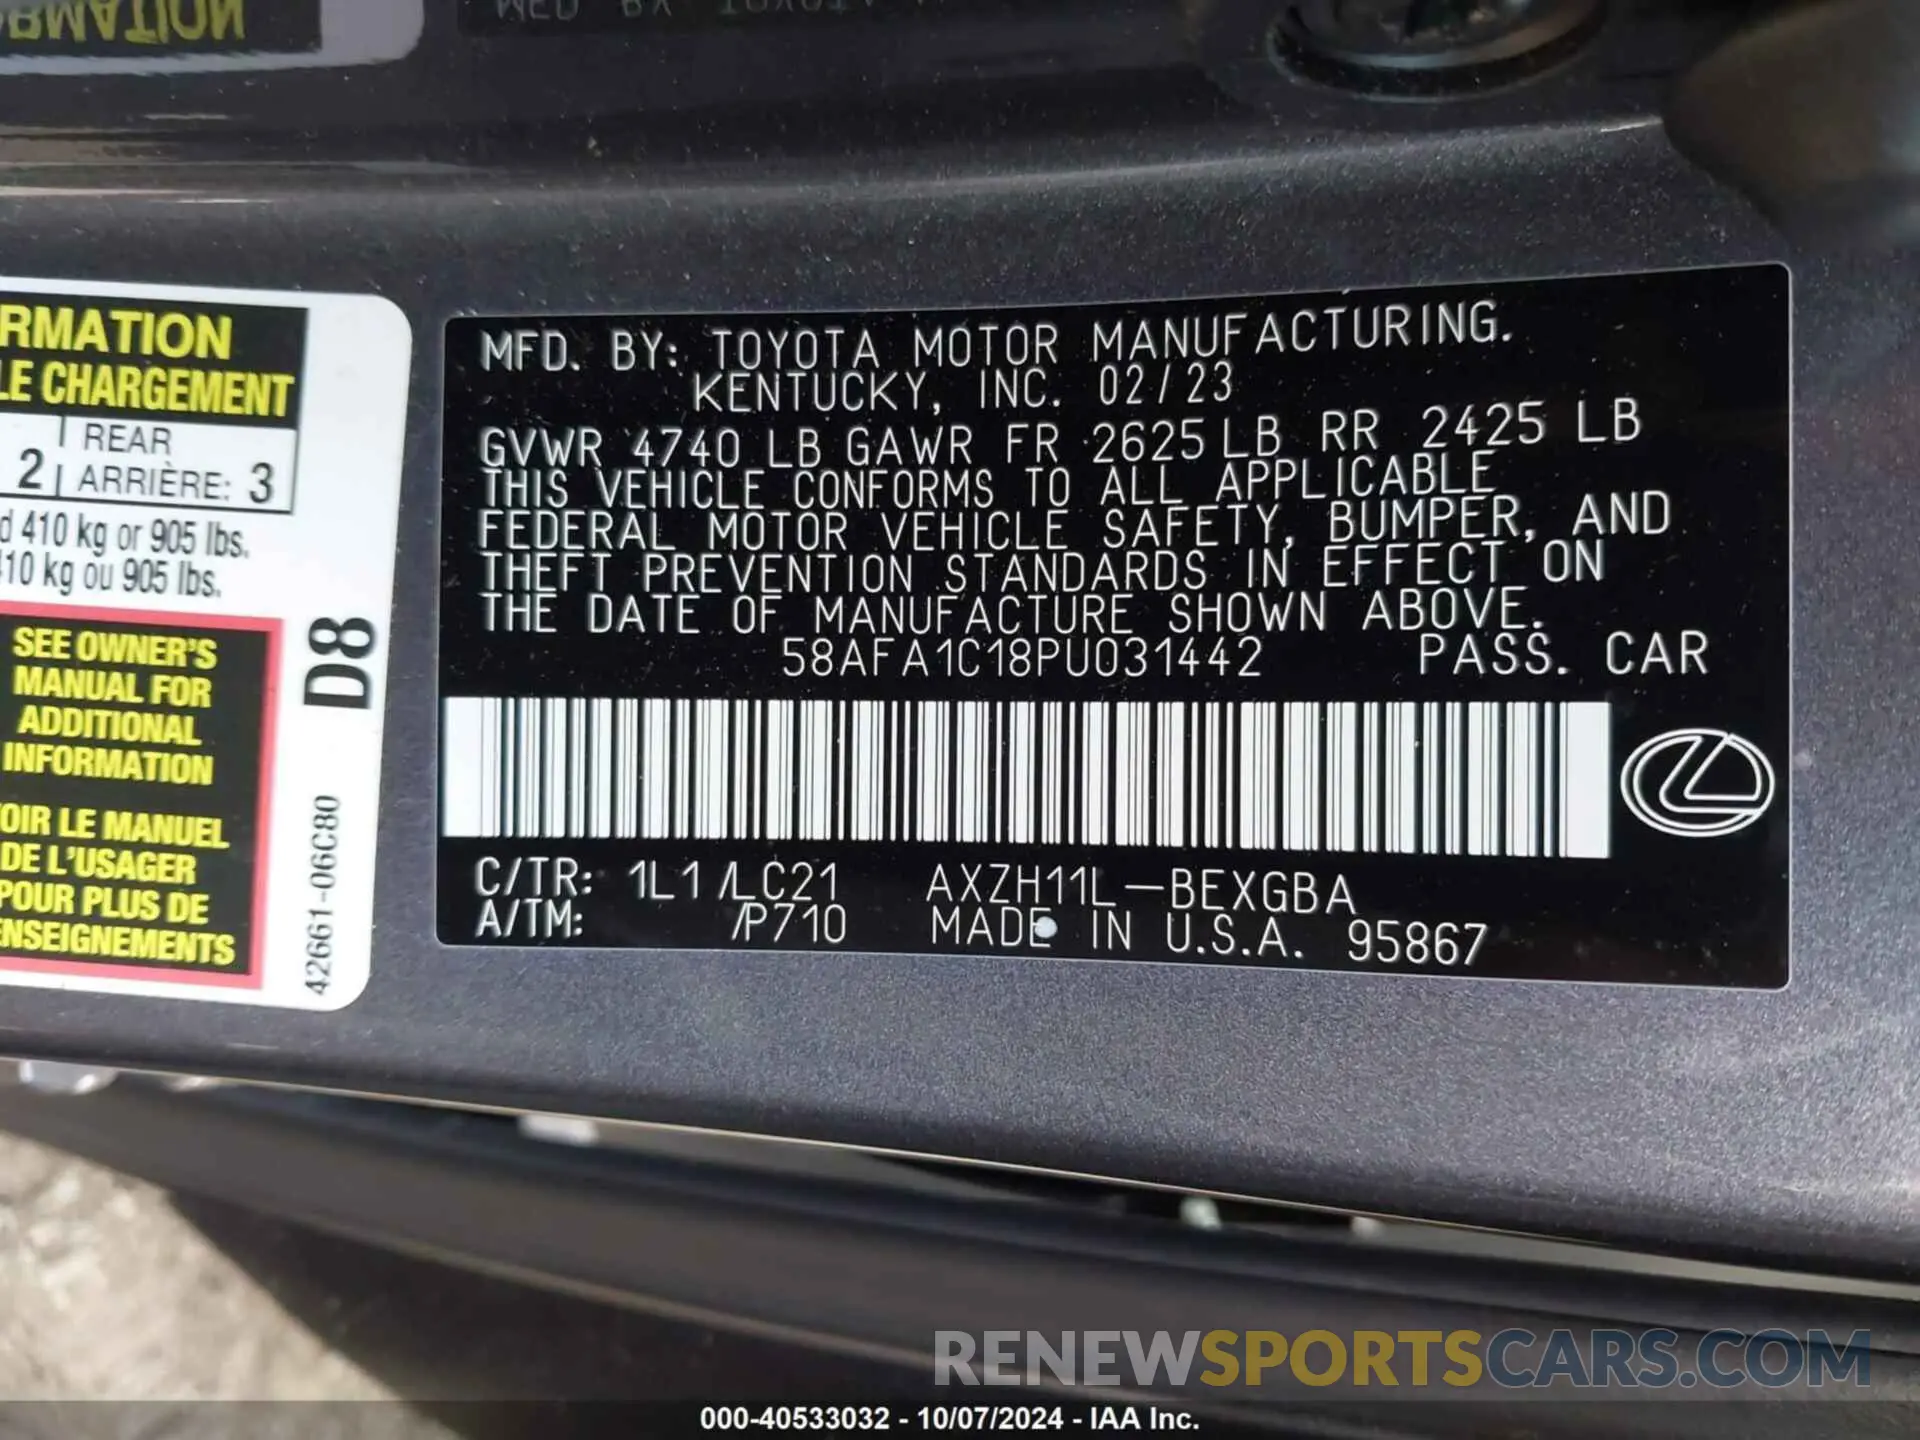 RMATION
LE CHARGEMENT
2 | REAR
ARRIÈRE: 3
d 410 kg or 905 lbs.
410 kg ou 905 lbs.
SEE OWNER'S
MANUAL FOR
ADDITIONAL
INFORMATION
OIR LE MANUEL
DE L'USAGER
POUR PLUS DE
ENSEIGNEMENTS
D8
42661-06C80
MFD. BY: TOYOTA MOTOR MANUFACTURING.
KENTUCKY, INC. 02/23
GVWR 4740 LB GAWR FR 2625 LB RR 2425 LB
THIS VEHICLE CONFORMS TO ALL APPLICABLE
FEDERAL MOTOR VEHICLE SAFETY, BUMPER, AND
THEFT PREVENTION STANDARDS IN EFFECT ON
THE DATE OF MANUFACTURE SHOWN ABOVE.
58AFA1C18PU031442 PASS. CAR
C/TR: 1L1 /LC21 AXZH11L-BEXGBA
A/TM: /P710 MADE IN U.S.A. 95867
RENEWSPORTSCARS.COM
000-40533032 - 10/07/2024 - IAA Inc.